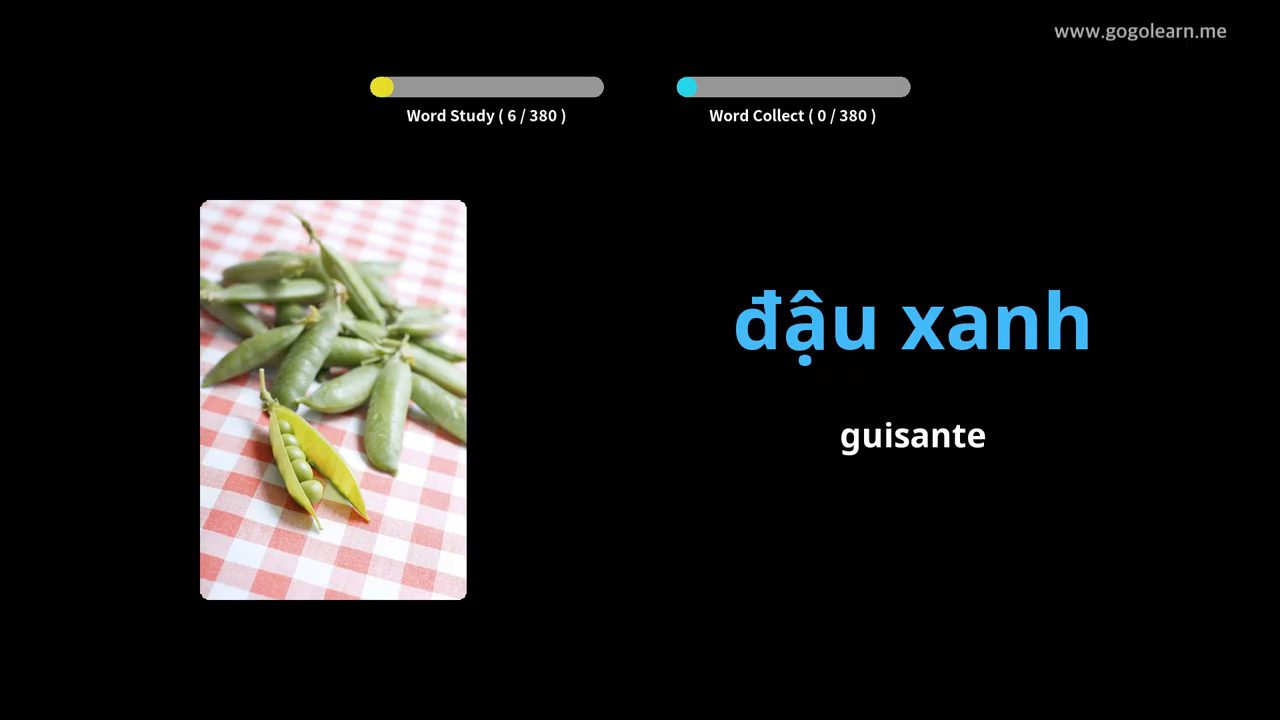 www.gogolearn.me
Word Study ( 6 / 380 )
Word Collect ( 0 / 380 )
đậu xanh
guisante